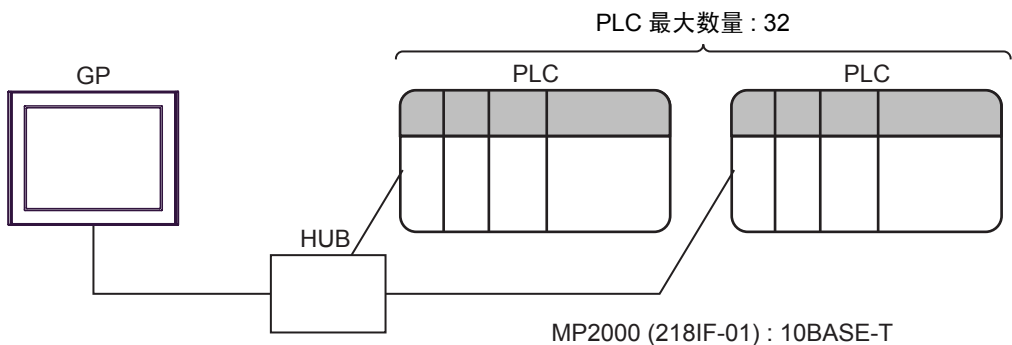 PLC 最大数量 : 32
GP
PLC
PLC
HUB
MP2000 (218IF-01) : 10BASE-T